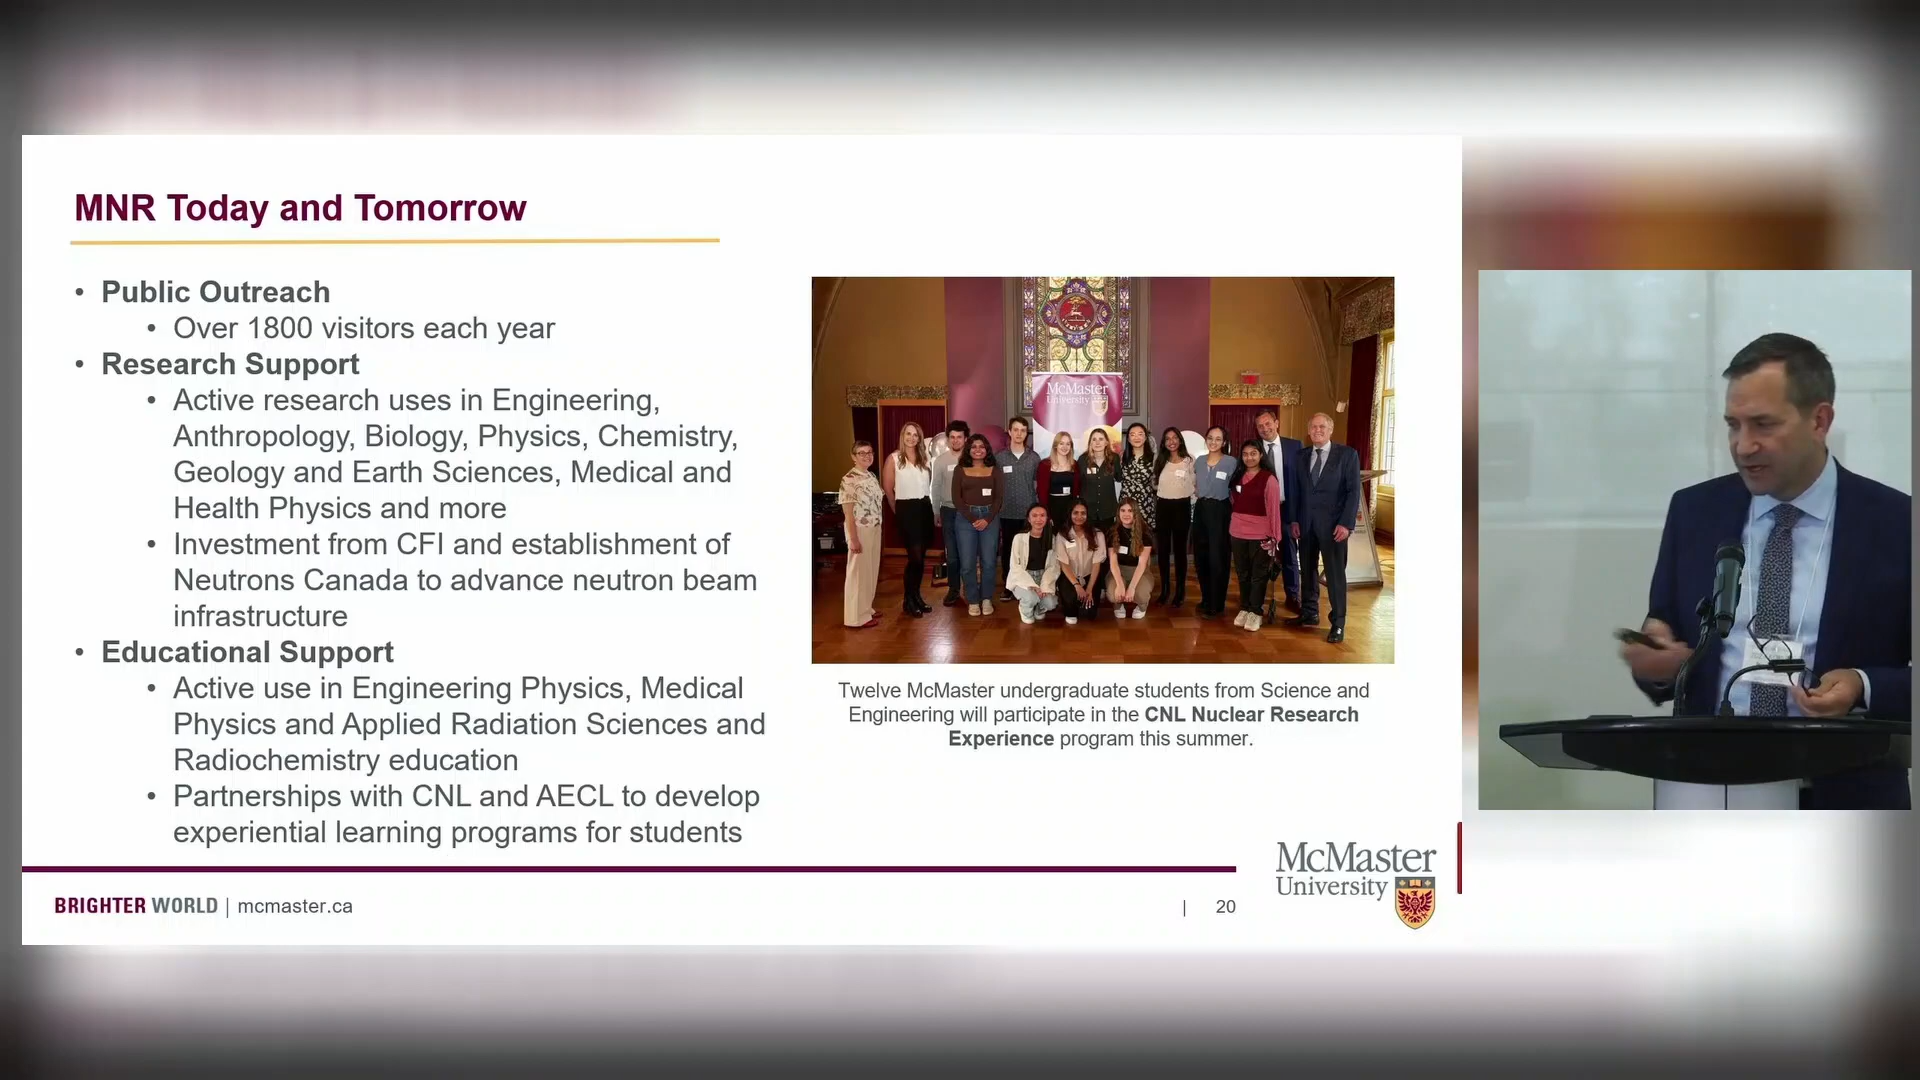 MNR Today and Tomorrow
• Public Outreach
• Over 1800 visitors each year
• Research Support
• Active research uses in Engineering,
Anthropology, Biology, Physics, Chemistry,
Geology and Earth Sciences, Medical and
Health Physics and more
• Investment from CFI and establishment of
Neutrons Canada to advance neutron beam
infrastructure
• Educational Support
• Active use in Engineering Physics, Medical
Physics and Applied Radiation Sciences and
Radiochemistry education
• Partnerships with CNL and AECL to develop
experiential learning programs for students
McMaster
University
Twelve McMaster undergraduate students from Science and
Engineering will participate in the CNL Nuclear Research
Experience program this summer.
BRIGHTER WORLD | mcmaster.ca
| 20
McMaster
University